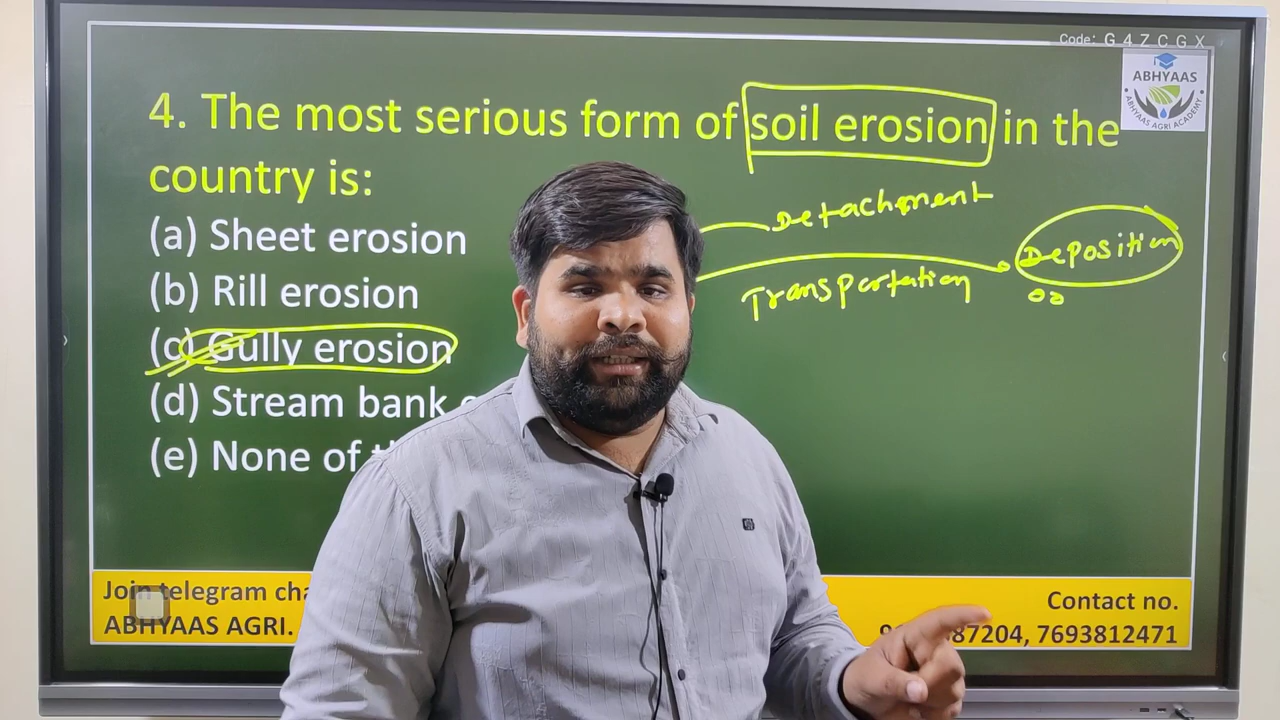 Code: G 4 Z C G X
ABHYAAS
ABHYAAS AGRI ACADEMY
4. The most serious form of soil erosion in the
country is:
(a) Sheet erosion
(b) Rill erosion
(c) Gully erosion
(d) Stream bank
(e) None of
Detachment
Transportation
Deposition
Join telegram cha
ABHYAAS AGRI.
Contact no.
87204, 7693812471